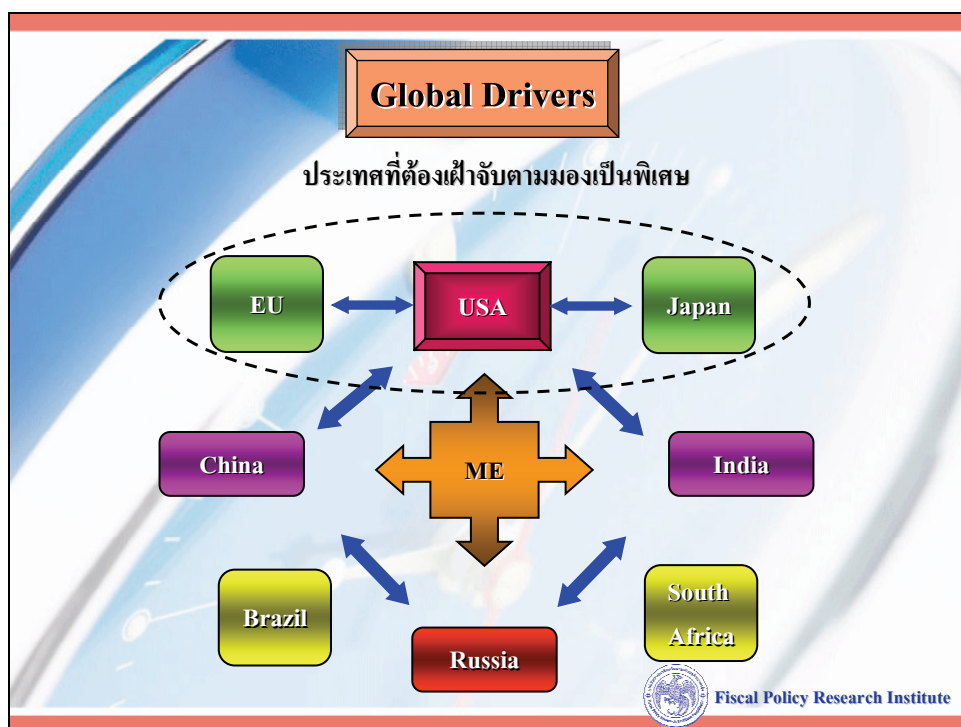 Global Drivers
ประเทศที่ต้องเฝ้าจับตามมองเป็นพิเศษ
EU
USA
Japan
China
ME
India
Brazil
Russia
South
Africa
Fiscal Policy Research Institute